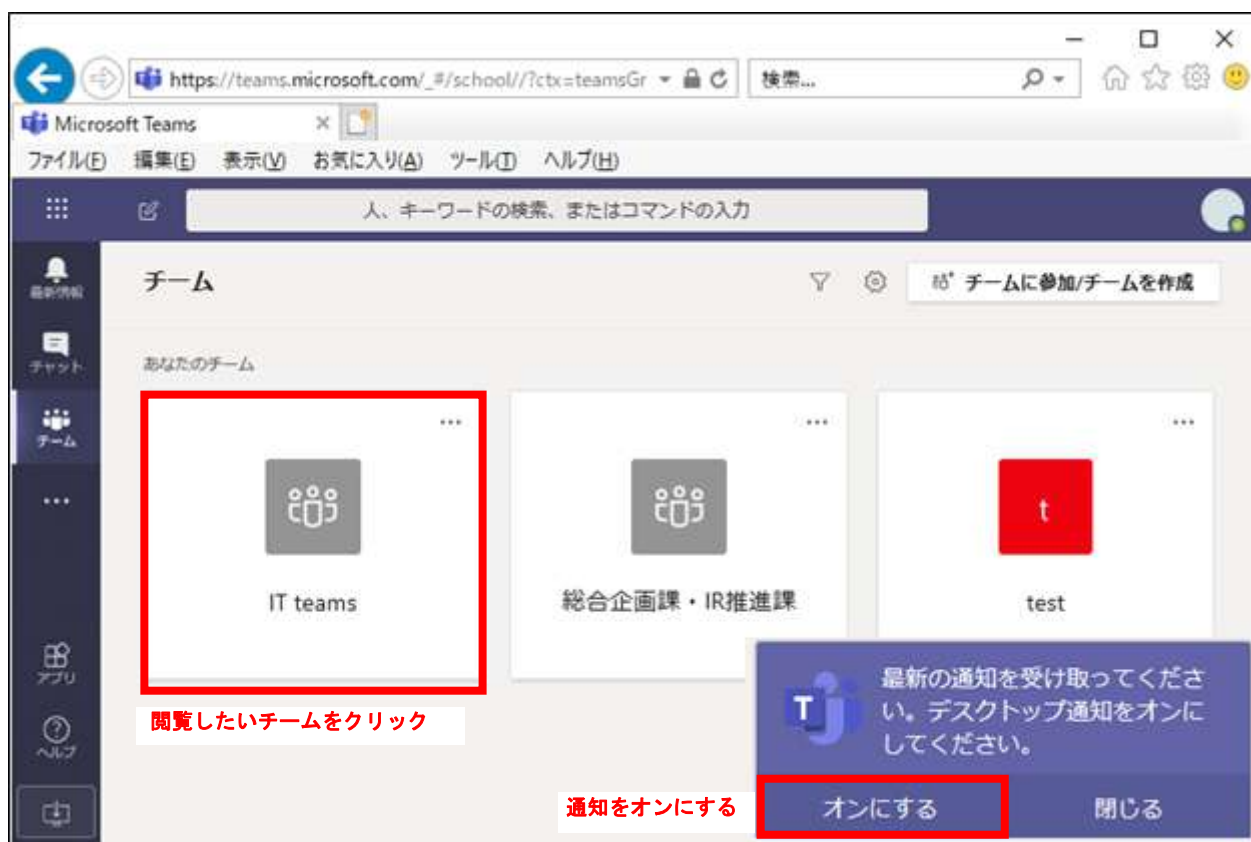 https://teams.microsoft.com/_#/school//?ctx=teamsGr
検索...
Microsoft Teams
ファイル(F) 編集(E) 表示(V) お気に入り(A) ツール(T) ヘルプ(H)
人、キーワードの検索、またはコマンドの入力
最新情報
チーム
チームに参加/チームを作成
チャット
あなたのチーム
チーム
IT teams
総合企画課・IR推進課
t
test
アプリ
ヘルプ
閲覧したいチームをクリック
T
最新の通知を受け取ってくださ
い。デスクトップ通知をオンに
してください。
通知をオンにする
オンにする
閉じる